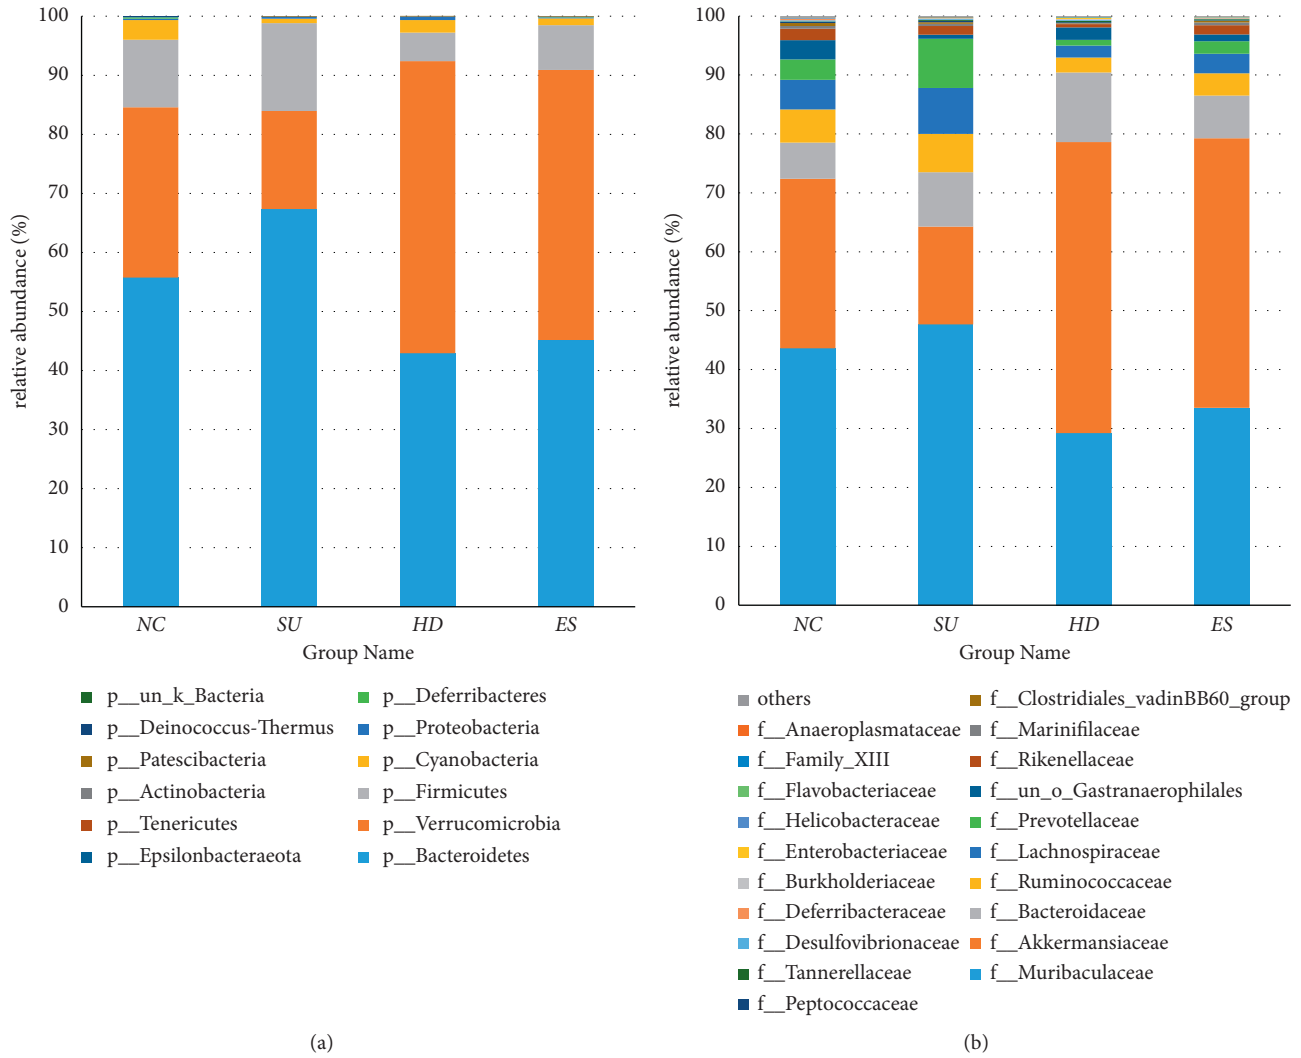 relative abundance (%)
100
90
80
70
60
50
40
30
20
10
0
NC SU HD ES
Group Name
p__un_k_Bacteria
p__Deinococcus-Thermus
p__Patescibacteria
p__Actinobacteria
p__Tenericutes
p__Epsilonbacteraeota
p__Deferribacteres
p__Proteobacteria
p__Cyanobacteria
p__Firmicutes
p__Verrucomicrobia
p__Bacteroidetes
(a)
relative abundance (%)
100
90
80
70
60
50
40
30
20
10
0
NC SU HD ES
Group Name
others
f__Anaeroplasmataceae
f__Family_XIII
f__Flavobacteriaceae
f__Helicobacteraceae
f__Enterobacteriaceae
f__Burkholderiaceae
f__Deferribacteraceae
f__Desulfovibrionaceae
f__Tannerellaceae
f__Peptococcaceae
f__Clostridiales_vadinBB60_group
f__Marinifilaceae
f__Rikenellaceae
f__un_o_Gastranaerophilales
f__Prevotellaceae
f__Lachnospiraceae
f__Ruminococcaceae
f__Bacteroidaceae
f__Akkermansiaceae
f__Muribaculaceae
(b)